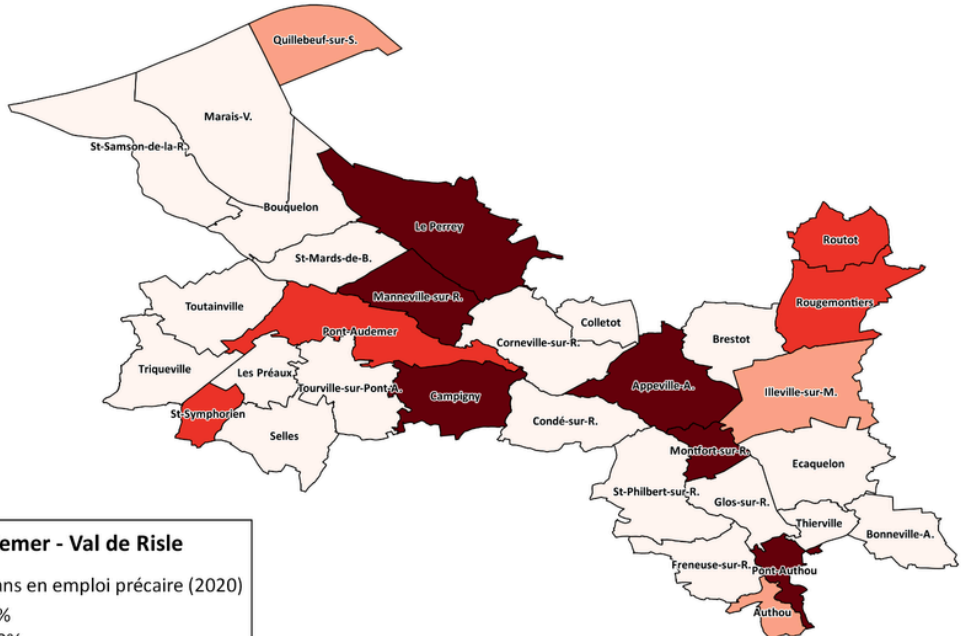 Quillebeuf-sur-S.
Marais-V.
St-Samson-de-la-R.
Bouquelon
Le Perrey
Routot
St-Mards-de-B.
Manneville-sur-R.
Rougemontiers
Toutainville
Colletot
Pont-Audemer
Corneville-sur-R.
Brestot
Triqueville
Les Préaux
Tourville-sur-Pont-A.
Campigny
Appeville-A.
Illeville-sur-M.
St-Symphorien
Selles
Condé-sur-R.
Montfort-sur-R.
Ecaquelon
St-Philbert-sur-R.
Glos-sur-R.
Thierville
Bonneville-A.
Freneuse-sur-R.
Pont-Authou
Authou
emer - Val de Risle
ans en emploi précaire (2020)
%